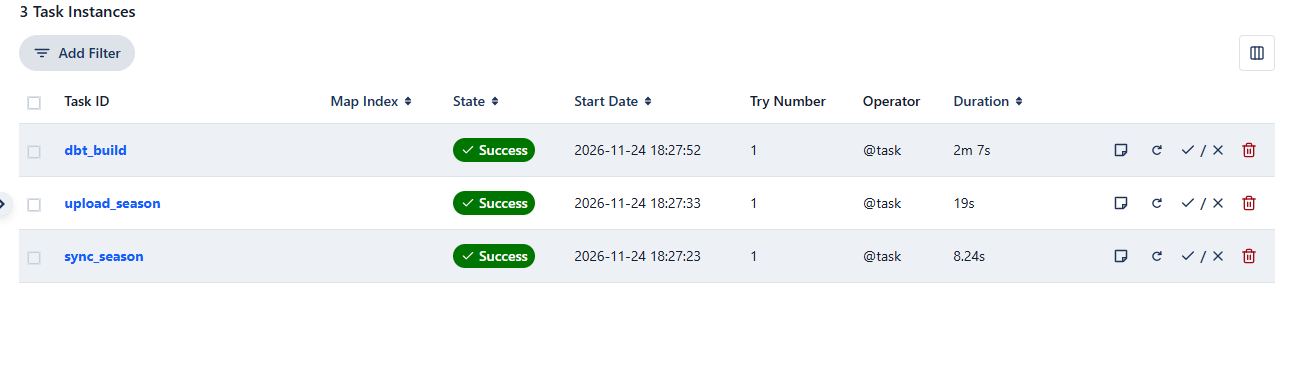 3 Task Instances
Add Filter
Task ID Map Index State Start Date Try Number Operator Duration
dbt_build Success 2026-11-24 18:27:52 1 @task 2m 7s /
upload_season Success 2026-11-24 18:27:33 1 @task 19s /
sync_season Success 2026-11-24 18:27:23 1 @task 8.24s /